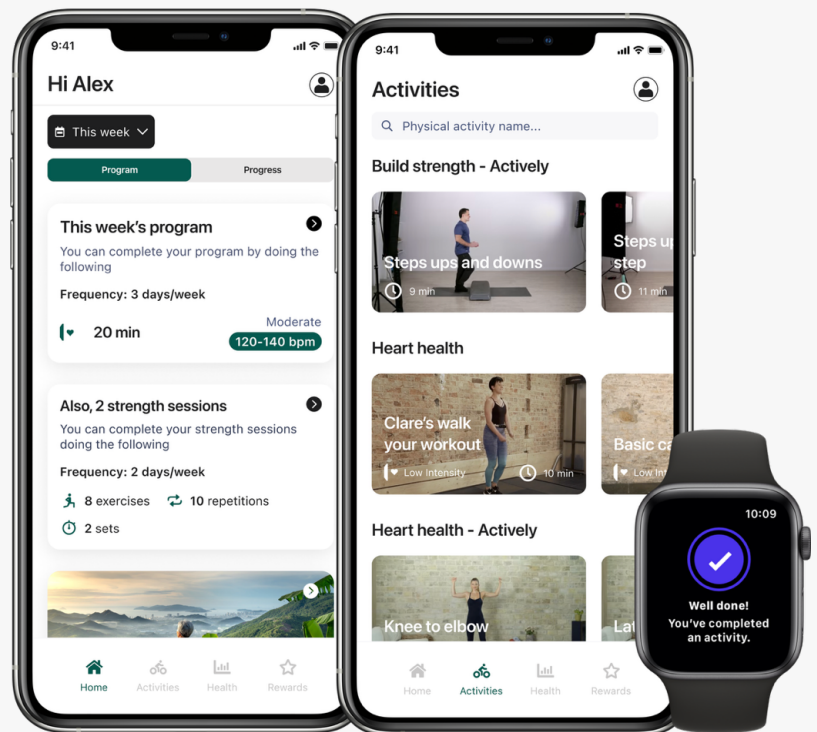 9:41
Hi Alex
This week
Program
Progress
This week's program
You can complete your program by doing the
following
Frequency: 3 days/week
20 min
Moderate
120-140 bpm
Also, 2 strength sessions
You can complete your strength sessions
doing the following
Frequency: 2 days/week
8 exercises
10 repetitions
2 sets
Home
Activities
Health
Rewards
9:41
Activities
Physical activity name...
Build strength - Actively
Steps ups and downs
9 min
Steps up
step
11 min
Heart health
Clare's walk
your workout
Low Intensity
10 min
Basic ca
Low Int
Heart health - Actively
Knee to elbow
Lat
Home
Activities
Health
Rewards
10:09
Well done!
You've completed
an activity.